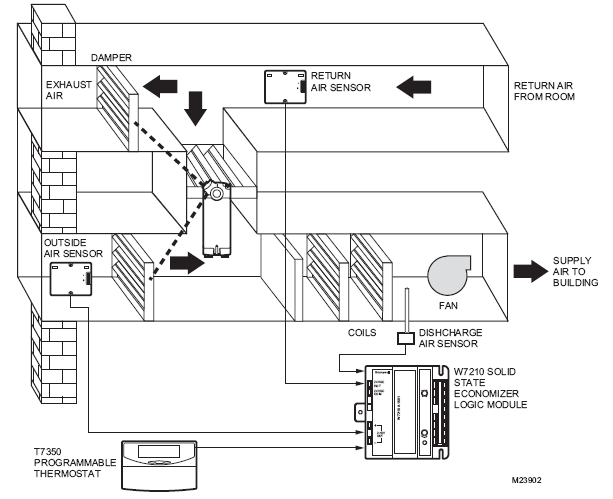 DAMPER
EXHAUST
AIR
RETURN
AIR SENSOR
RETURN AIR
FROM ROOM
OUTSIDE
AIR SENSOR
SUPPLY
AIR TO
BUILDING
FAN
COILS
DISHCHARGE
AIR SENSOR
W7210 SOLID
STATE
ECONOMIZER
LOGIC MODULE
T7350
PROGRAMMABLE
THERMOSTAT
M23902